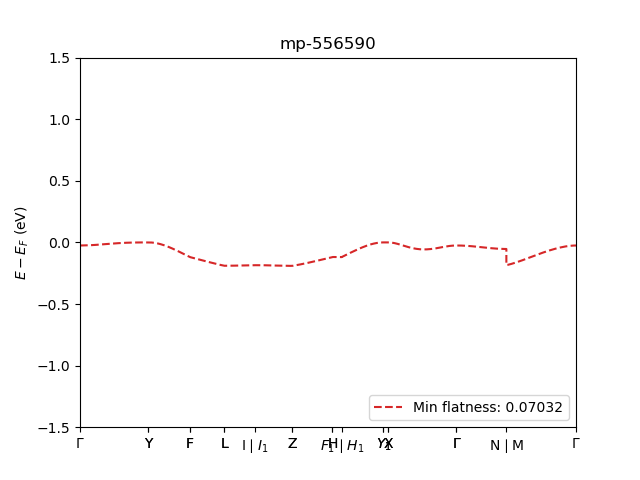 mp-556590
E − E_F (eV)
1.5
1.0
0.5
0.0
−0.5
−1.0
−1.5
Min flatness: 0.07032
Γ Y F L I | I₁ Z H F₁ | H₁ Y X₁ Γ N | M Γ